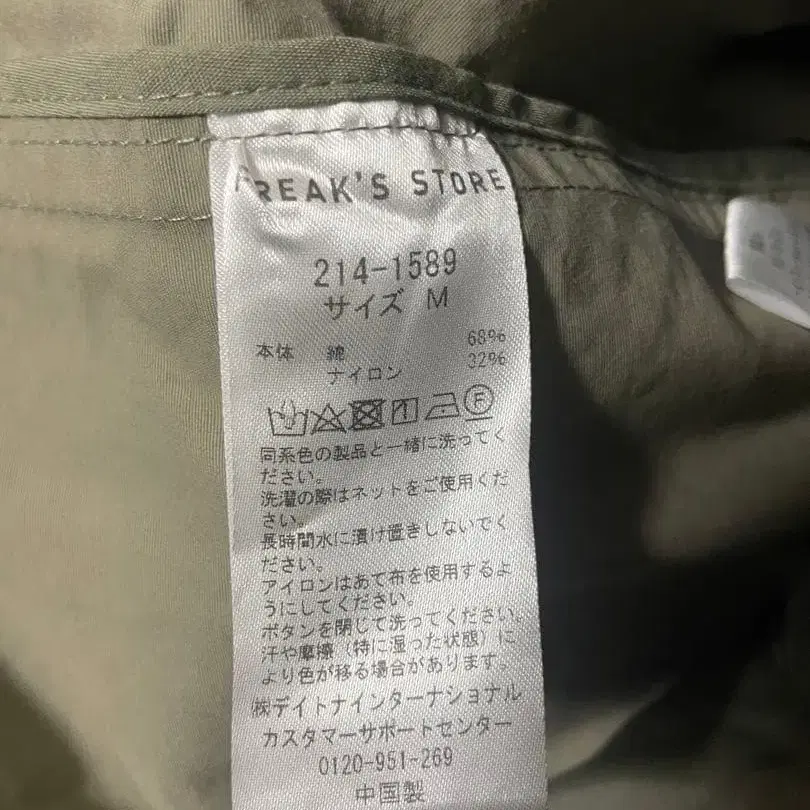 FREAK'S STORE
214-1589
サイズ M
本体 綿 68%
ナイロン 32%
同系色の製品と一緒に洗ってく
ださい。
洗濯の際はネットをご使用くだ
さい。
長時間水に漬け置きしないでく
ださい。
アイロンはあて布を使用するよ
うにしてください。
ボタンを閉じて洗ってください。
汗や摩擦（特に湿った状態）に
より色が移る場合があります。
㈱デイトナインターナショナル
カスタマーサポートセンター
0120-951-269
中国製